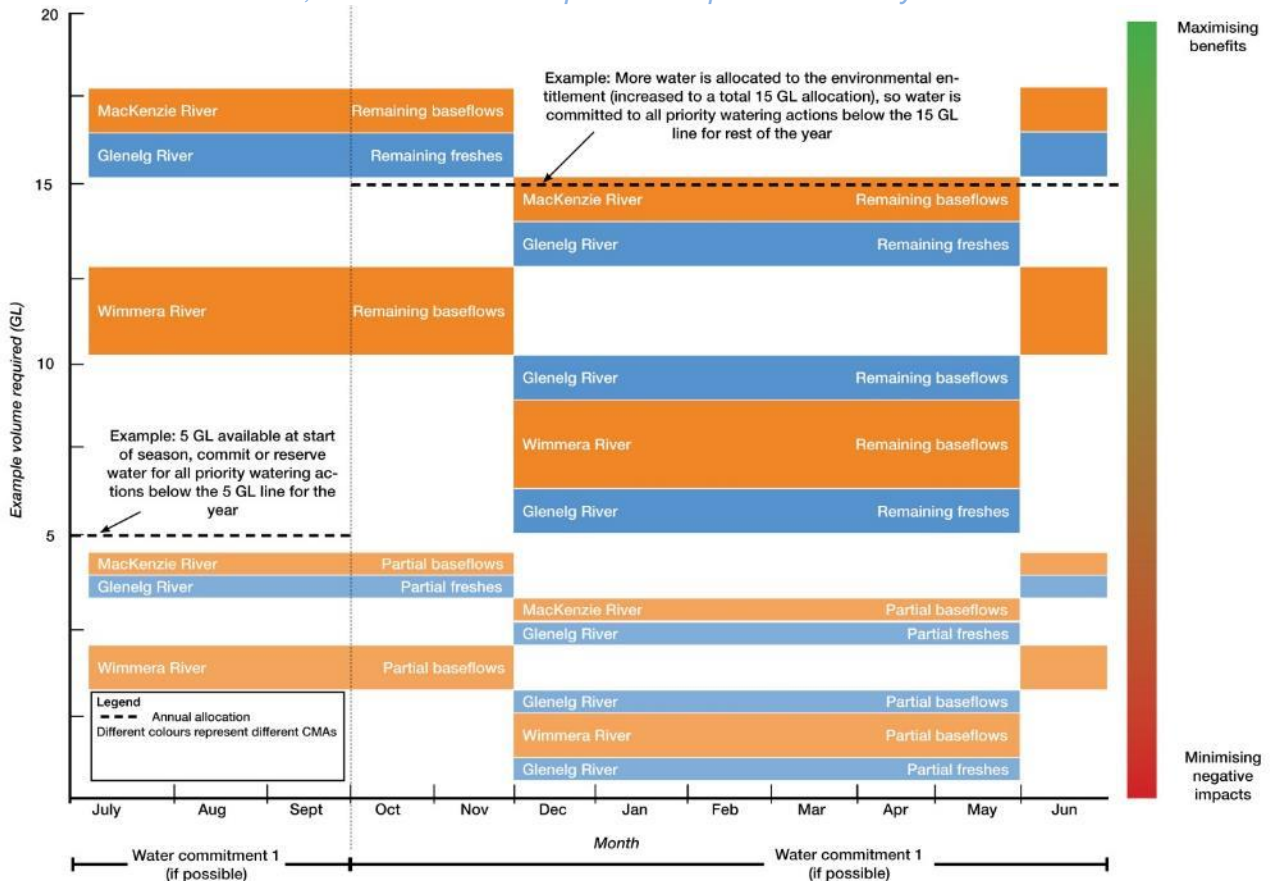 20
Maximising
benefits
Example: More water is allocated to the environmental en-
titlement (increased to a total 15 GL allocation), so water is
committed to all priority watering actions below the 15 GL
line for rest of the year
MacKenzie River Remaining baseflows
Glenelg River Remaining freshes
15
MacKenzie River Remaining baseflows
Glenelg River Remaining freshes
Wimmera River Remaining baseflows
Example volume required (GL)
10
Glenelg River Remaining baseflows
Wimmera River Remaining baseflows
Glenelg River Remaining freshes
Example: 5 GL available at start
of season, commit or reserve
water for all priority watering ac-
tions below the 5 GL line for the
year
5
MacKenzie River Partial baseflows
Glenelg River Partial freshes
MacKenzie River Partial baseflows
Glenelg River Partial freshes
Wimmera River Partial baseflows
Glenelg River Partial baseflows
Wimmera River Partial baseflows
Glenelg River Partial freshes
Legend
Annual allocation
Different colours represent different CMAs
Minimising
negative
impacts
July Aug Sept Oct Nov Dec Jan Feb Mar Apr May Jun
Month
Water commitment 1
(if possible)
Water commitment 1
(if possible)